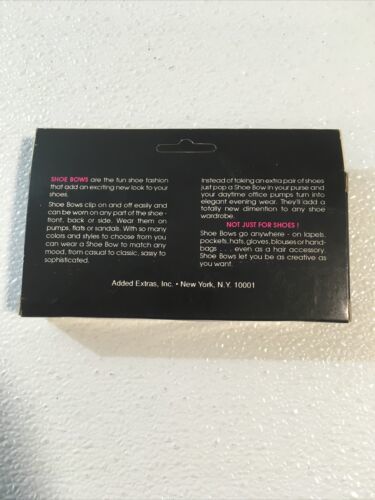 SHOE BOWS are the fun shoe fashion
that add an exciting new look to your
shoes.
Shoe Bows clip on and off easily and
can be worn on any part of the shoe -
front, back or side. Wear them on
pumps, flats or sandals. With so many
colors and styles to choose from you
can wear a Shoe Bow to match any
mood, from casual to classic, sassy to
sophisticated.
Instead of taking an extra pair of shoes
just pop a Shoe Bow in your purse and
your daytime office pumps turn into
elegant evening wear. They'll add a
totally new dimention to any shoe
wardrobe.
NOT JUST FOR SHOES !
Shoe Bows go anywhere - on lapels,
pockets, hats, gloves, blouses or hand-
bags . . . even as a hair accessory.
Shoe Bows let you be as creative as
you want.
Added Extras, Inc. • New York, N.Y. 10001